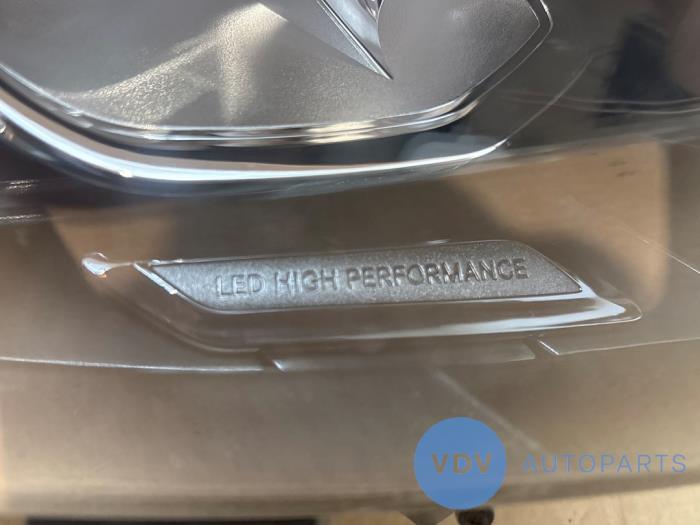 LED HIGH PERFORMANCE
VDV AUTOPARTS